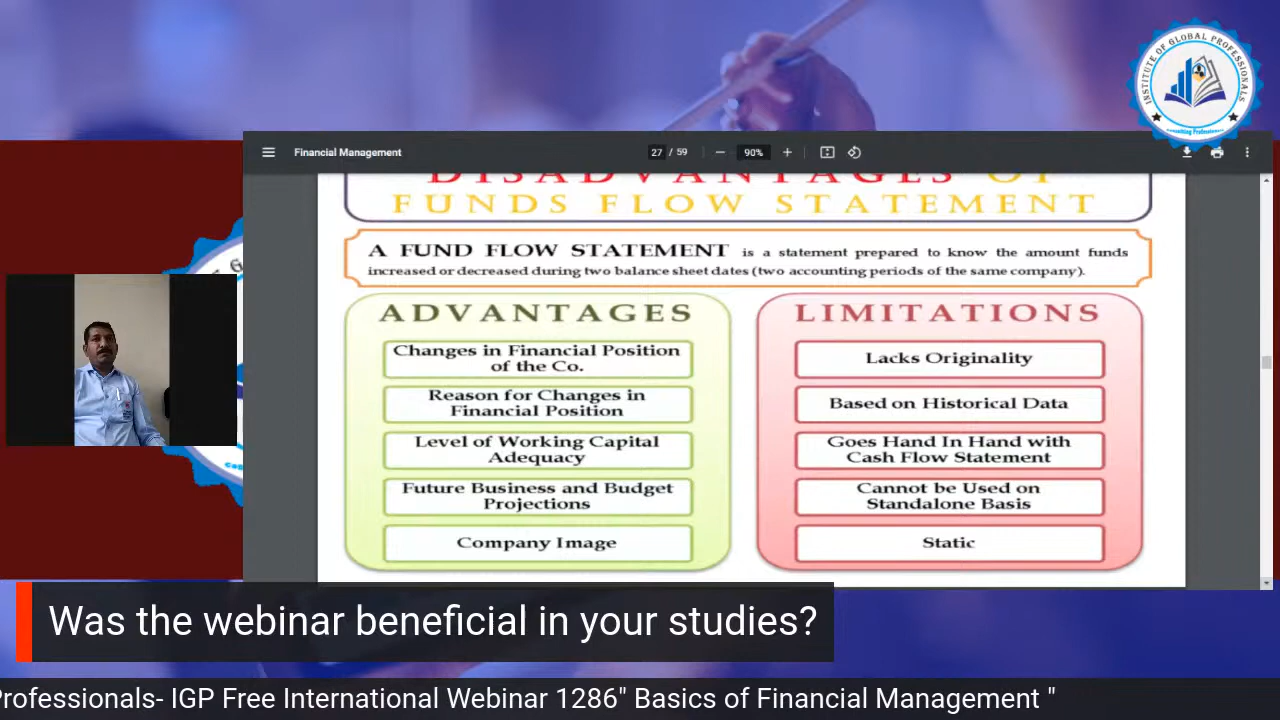 INSTITUTE OF GLOBAL PROFESSIONALS
Consulting Professionals
Financial Management
27 / 59
90%
DISADVANTAGES OF
FUNDS FLOW STATEMENT
A FUND FLOW STATEMENT is a statement prepared to know the amount funds
increased or decreased during two balance sheet dates (two accounting periods of the same company).
ADVANTAGES
Changes in Financial Position
of the Co.
Reason for Changes in
Financial Position
Level of Working Capital
Adequacy
Future Business and Budget
Projections
Company Image
LIMITATIONS
Lacks Originality
Based on Historical Data
Goes Hand In Hand with
Cash Flow Statement
Cannot be Used on
Standalone Basis
Static
Was the webinar beneficial in your studies?
Professionals- IGP Free International Webinar 1286" Basics of Financial Management "